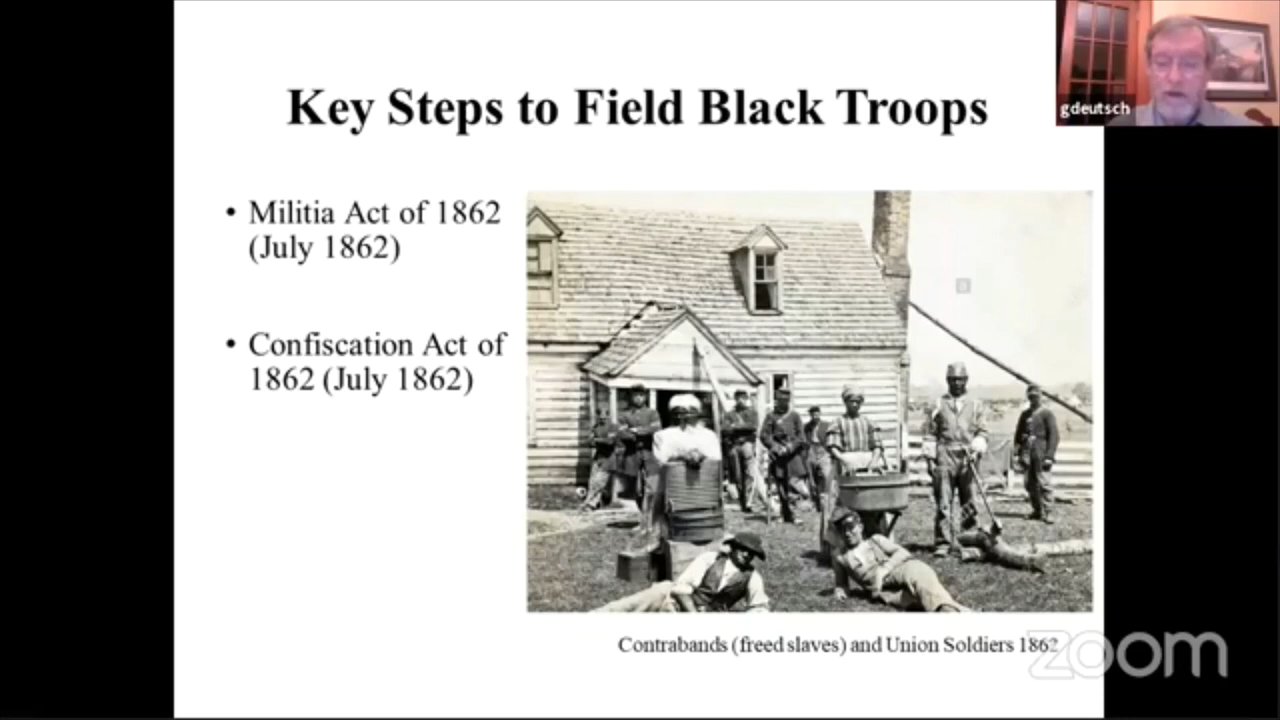 Key Steps to Field Black Troops
gdeutsch
• Militia Act of 1862
(July 1862)
• Confiscation Act of
1862 (July 1862)
Contrabands (freed slaves) and Union Soldiers 1862
zoom